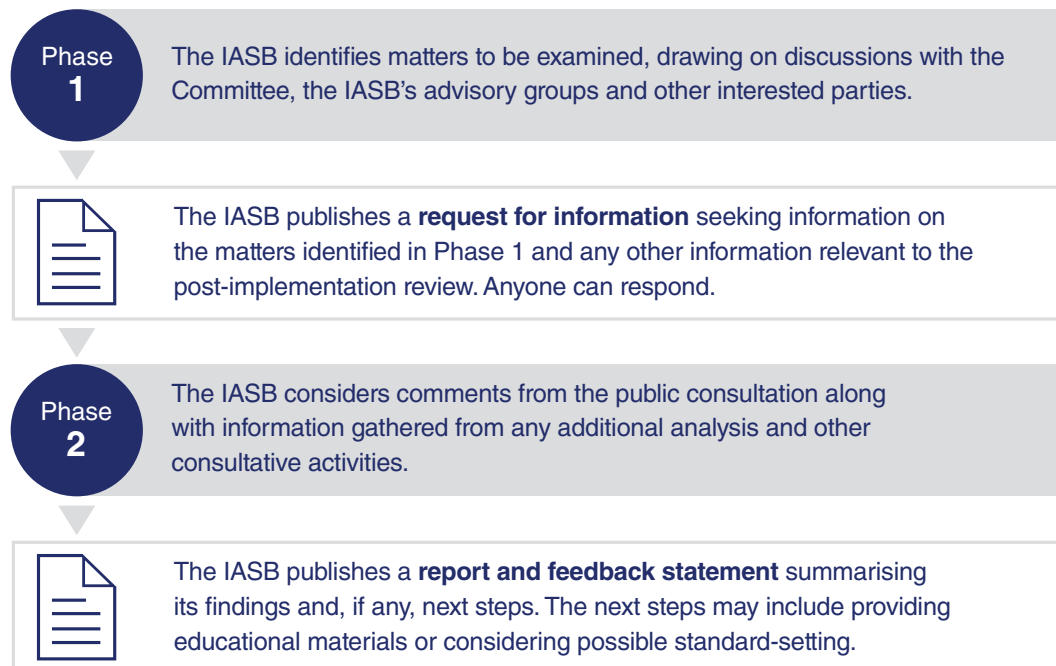 Phase
1
The IASB identifies matters to be examined, drawing on discussions with the
Committee, the IASB's advisory groups and other interested parties.
The IASB publishes a request for information seeking information on
the matters identified in Phase 1 and any other information relevant to the
post-implementation review. Anyone can respond.
Phase
2
The IASB considers comments from the public consultation along
with information gathered from any additional analysis and other
consultative activities.
The IASB publishes a report and feedback statement summarising
its findings and, if any, next steps. The next steps may include providing
educational materials or considering possible standard-setting.